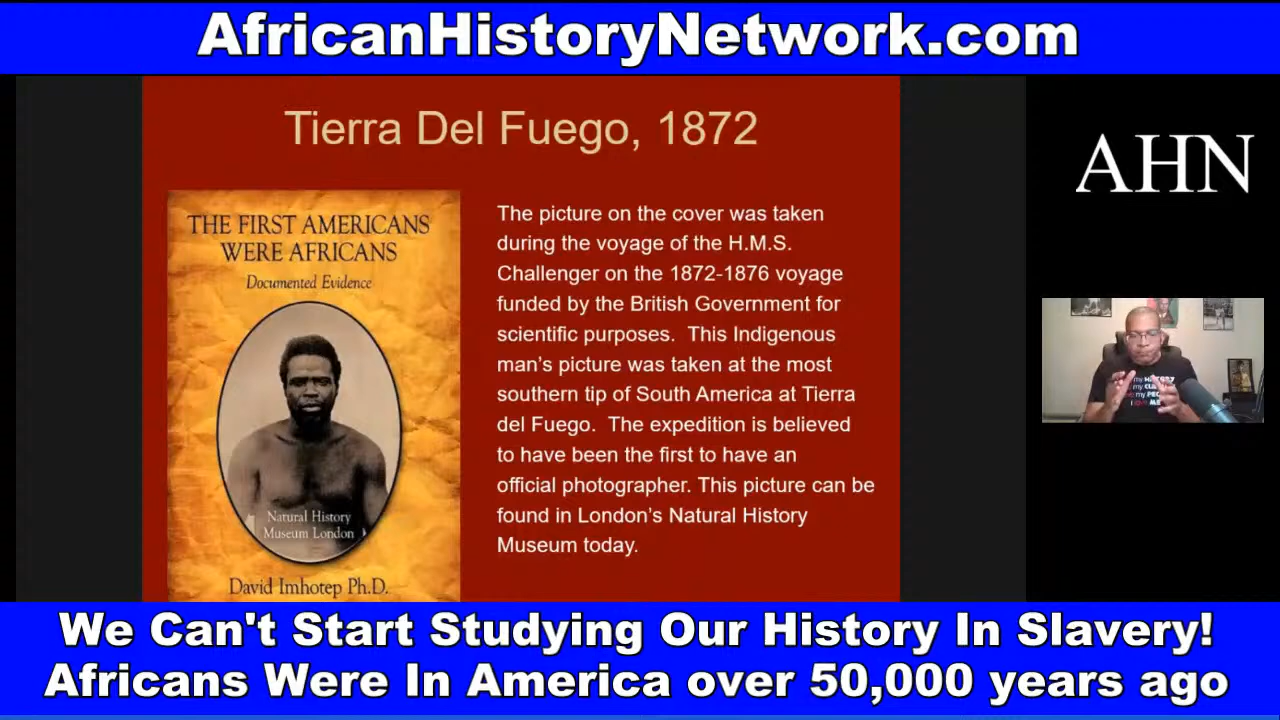 AfricanHistoryNetwork.com
Tierra Del Fuego, 1872
AHN
THE FIRST AMERICANS
WERE AFRICANS
Documented Evidence
Natural History
Museum London
David Imhotep Ph.D.
The picture on the cover was taken
during the voyage of the H.M.S.
Challenger on the 1872-1876 voyage
funded by the British Government for
scientific purposes. This Indigenous
man's picture was taken at the most
southern tip of South America at Tierra
del Fuego. The expedition is believed
to have been the first to have an
official photographer. This picture can be
found in London's Natural History
Museum today.
We Can't Start Studying Our History In Slavery!
Africans Were In America over 50,000 years ago